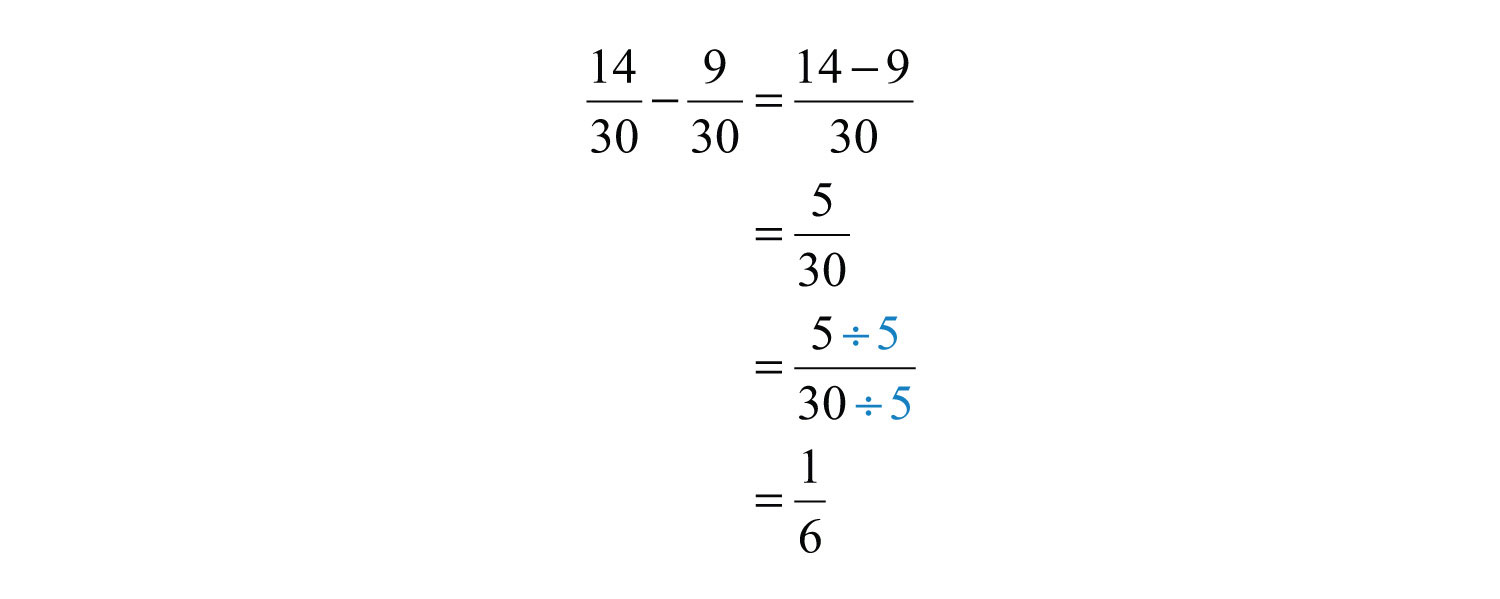 14/30 − 9/30 = 14 − 9/30
= 5/30
= 5 ÷ 5/30 ÷ 5
= 1/6